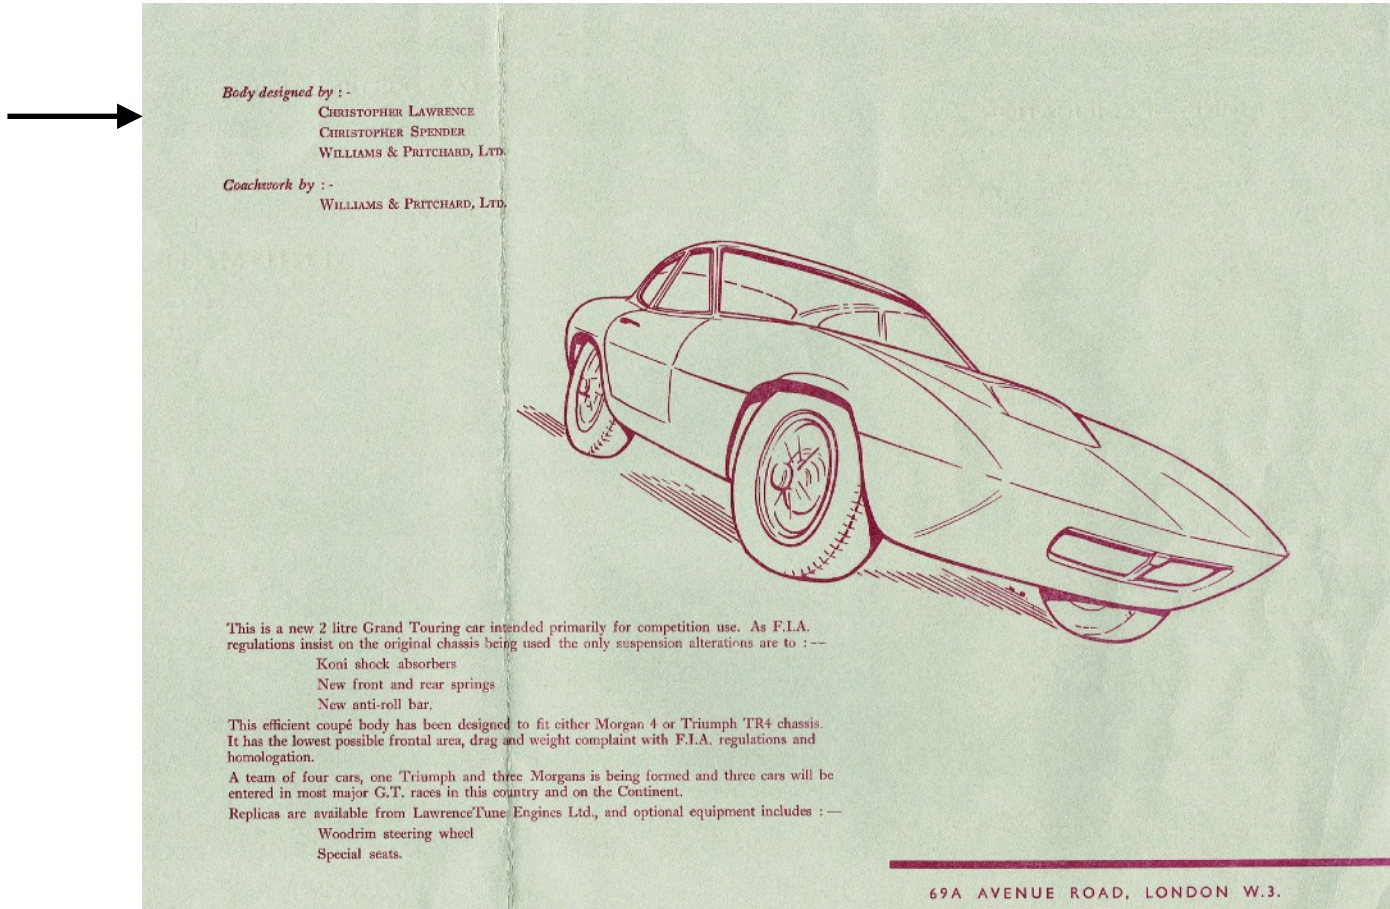 Body designed by : -
CHRISTOPHER LAWRENCE
CHRISTOPHER SPENDER
WILLIAMS & PRITCHARD, LTD.
Coachwork by : -
WILLIAMS & PRITCHARD, LTD.
This is a new 2 litre Grand Touring car intended primarily for competition use. As F.I.A.
regulations insist on the original chassis being used the only suspension alterations are to : —
Koni shock absorbers
New front and rear springs
New anti-roll bar.
This efficient coupé body has been designed to fit either Morgan 4 or Triumph TR4 chassis.
It has the lowest possible frontal area, drag and weight complaint with F.I.A. regulations and
homologation.
A team of four cars, one Triumph and three Morgans is being formed and three cars will be
entered in most major G.T. races in this country and on the Continent.
Replicas are available from LawrenceTune Engines Ltd., and optional equipment includes : —
Woodrim steering wheel
Special seats.
69A AVENUE ROAD, LONDON W.3.